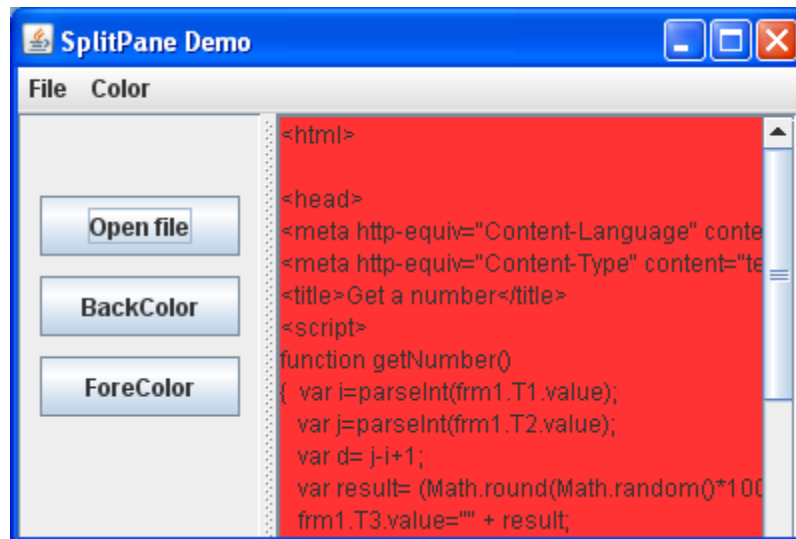 SplitPane Demo
File Color
Open file
BackColor
ForeColor
<html>
<head>
<meta http-equiv="Content-Language" conte
<meta http-equiv="Content-Type" content="te
<title>Get a number</title>
<script>
function getNumber()
{ var i=parseInt(frm1.T1.value);
var j=parseInt(frm1.T2.value);
var d= j-i+1;
var result= (Math.round(Math.random()*100
frm1.T3.value="" + result;